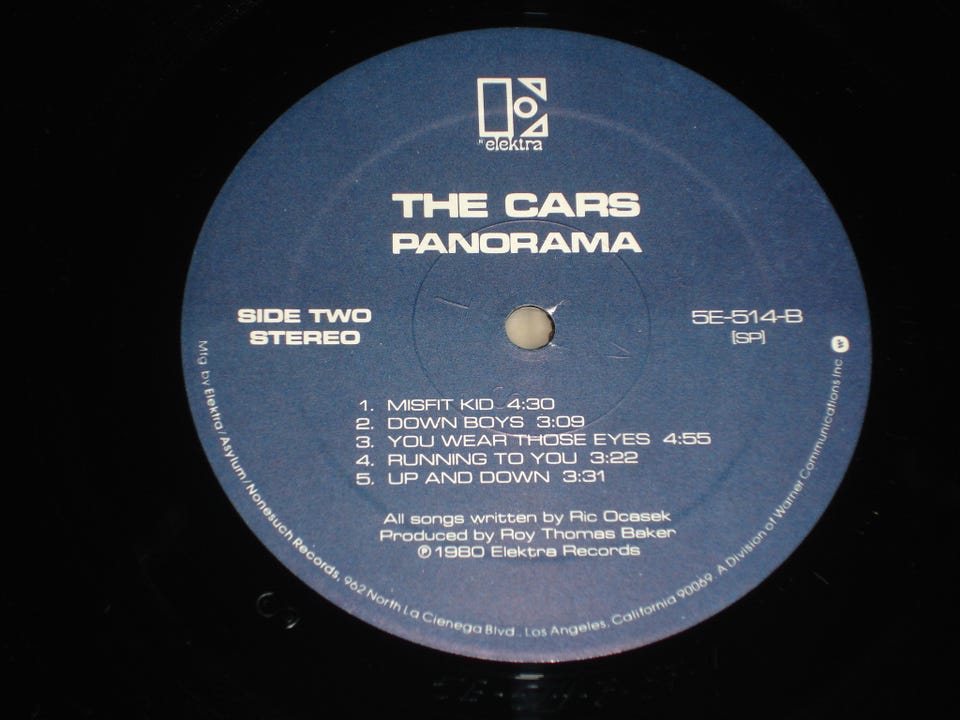 elektra
THE CARS
PANORAMA
SIDE TWO
STEREO
5E-514-B
[SP]
1. MISFIT KID 4:30
2. DOWN BOYS 3:09
3. YOU WEAR THOSE EYES 4:55
4. RUNNING TO YOU 3:22
5. UP AND DOWN 3:31
All songs written by Ric Ocasek
Produced by Roy Thomas Baker
℗ 1980 Elektra Records
Mfg. by Elektra/Asylum/Nonesuch Records, 962 North La Cienega Blvd., Los Angeles, California 90069. A Division of Warner Communications Inc.